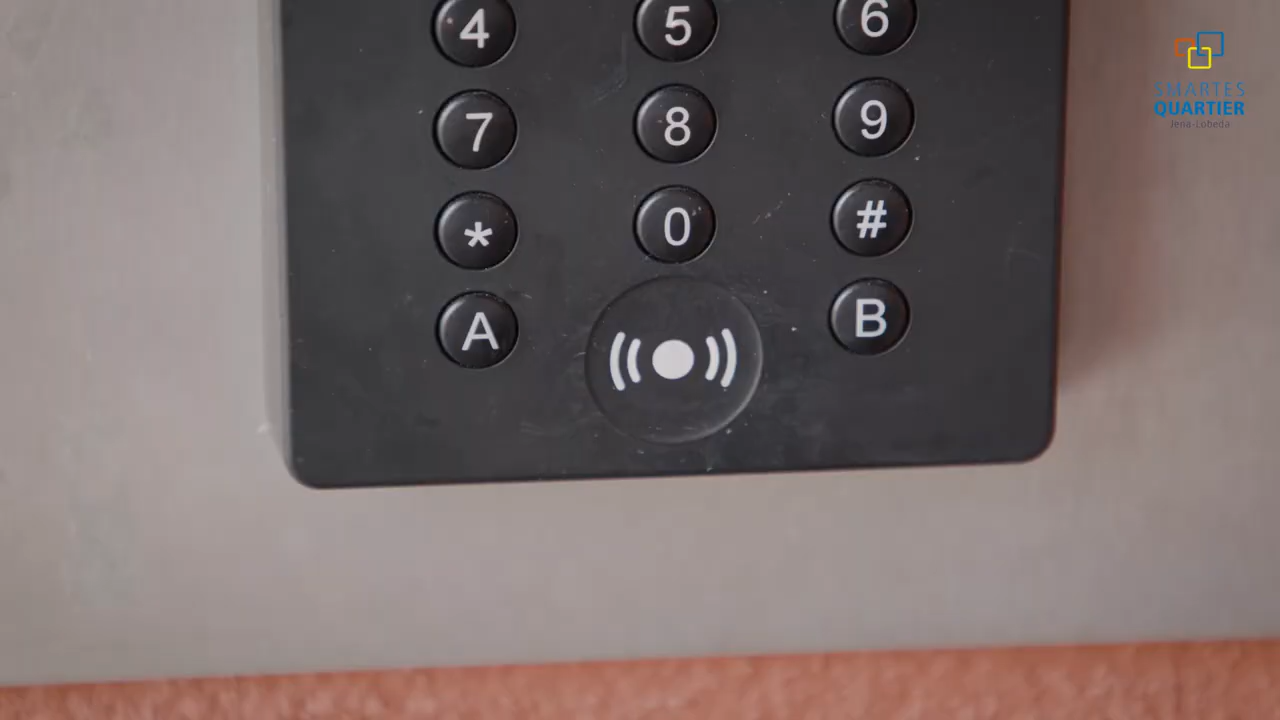 4 5 6
7 8 9
* 0 #
A B
SMARTES
QUARTIER
Jena-Lobeda